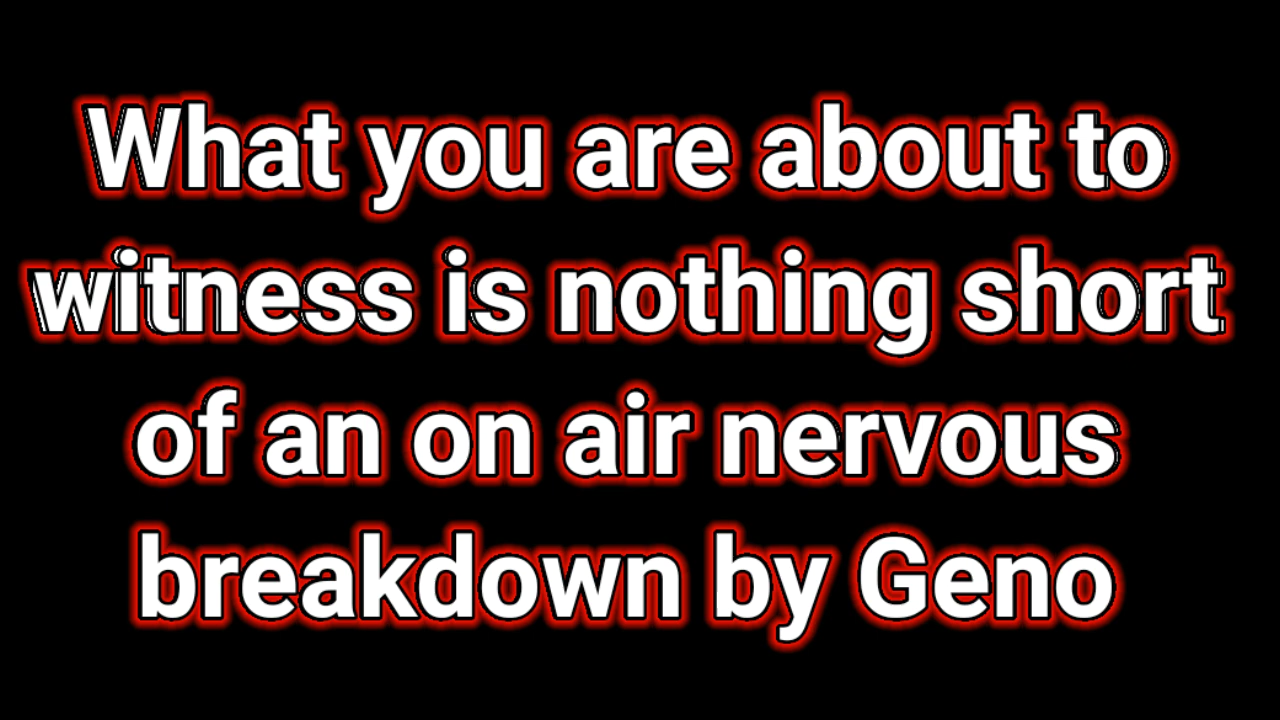 What you are about to
witness is nothing short
of an on air nervous
breakdown by Geno